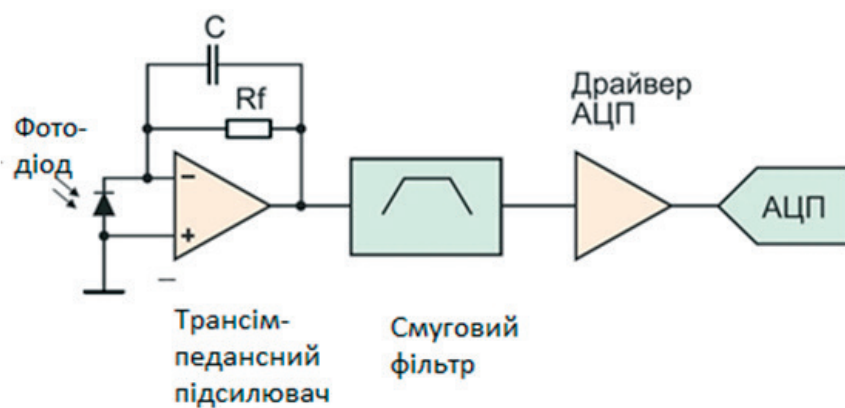 C
Rf
Фото-
діод
−
+
Драйвер
АЦП
АЦП
Трансім-
педансний
підсилювач
Смуговий
фільтр